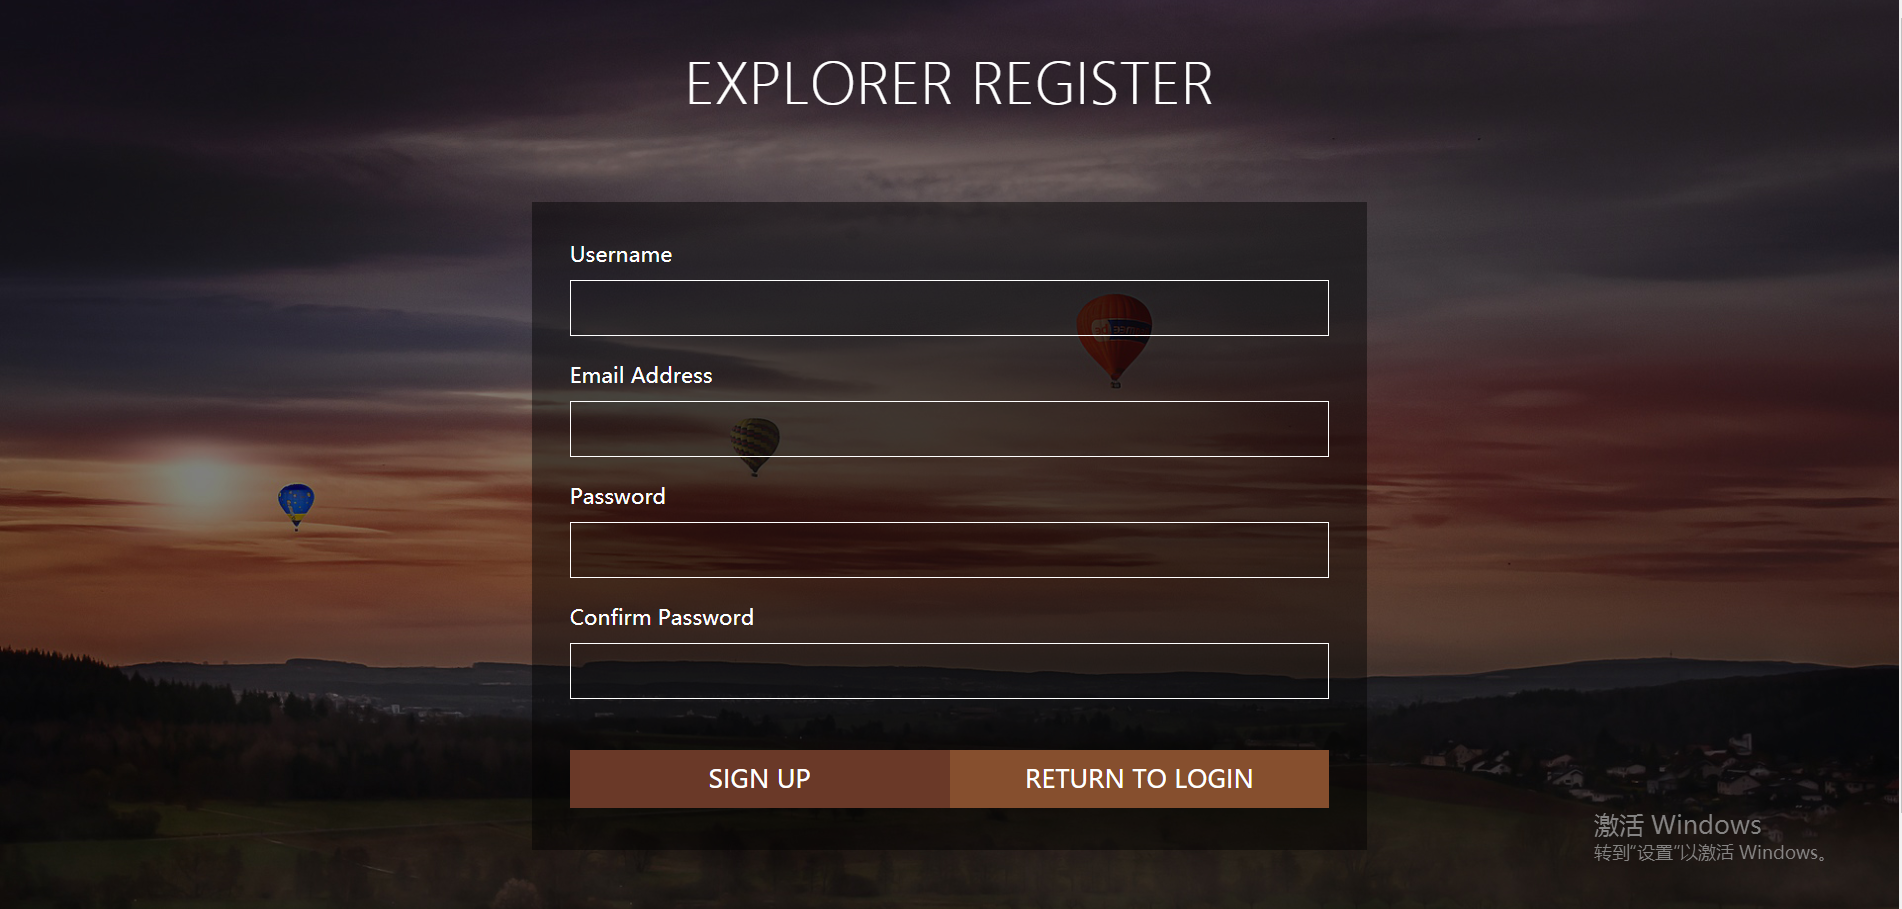 EXPLORER REGISTER
Username
Email Address
Password
Confirm Password
SIGN UP
RETURN TO LOGIN
激活 Windows
转到"设置"以激活 Windows。